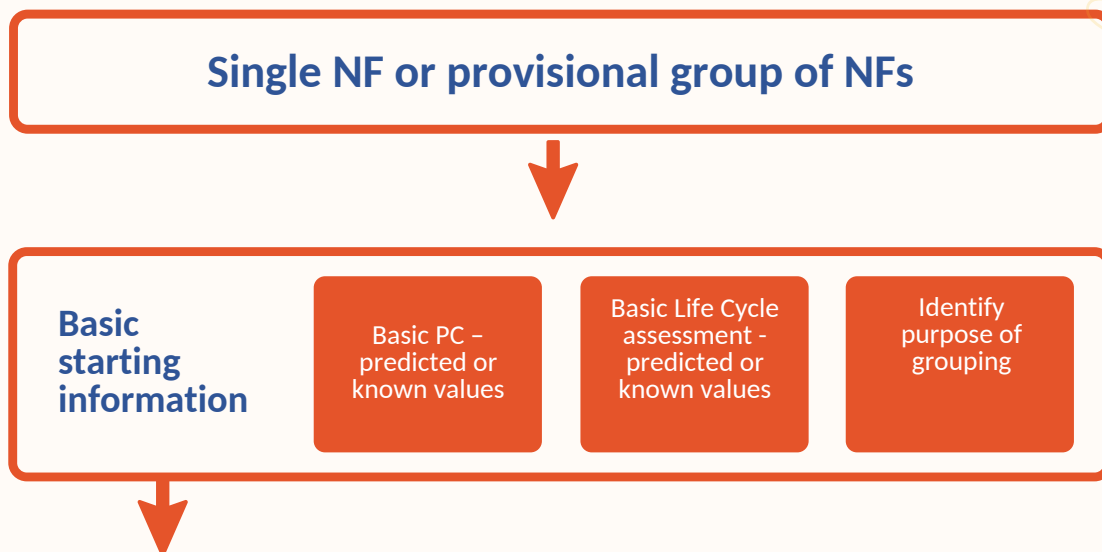 Single NF or provisional group of NFs
Basic
starting
information
Basic PC –
predicted or
known values
Basic Life Cycle
assessment -
predicted or
known values
Identify
purpose of
grouping